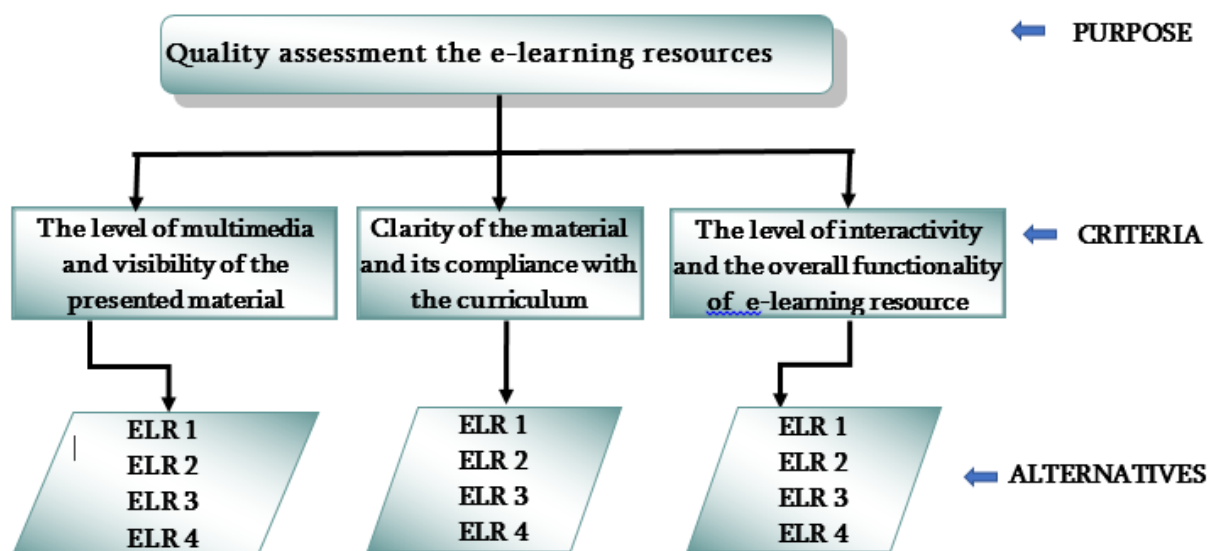 Quality assessment the e-learning resources
PURPOSE
The level of multimedia
and visibility of the
presented material
Clarity of the material
and its compliance with
the curriculum
The level of interactivity
and the overall functionality
of e-learning resource
CRITERIA
ELR 1
ELR 2
ELR 3
ELR 4
ELR 1
ELR 2
ELR 3
ELR 4
ELR 1
ELR 2
ELR 3
ELR 4
ALTERNATIVES